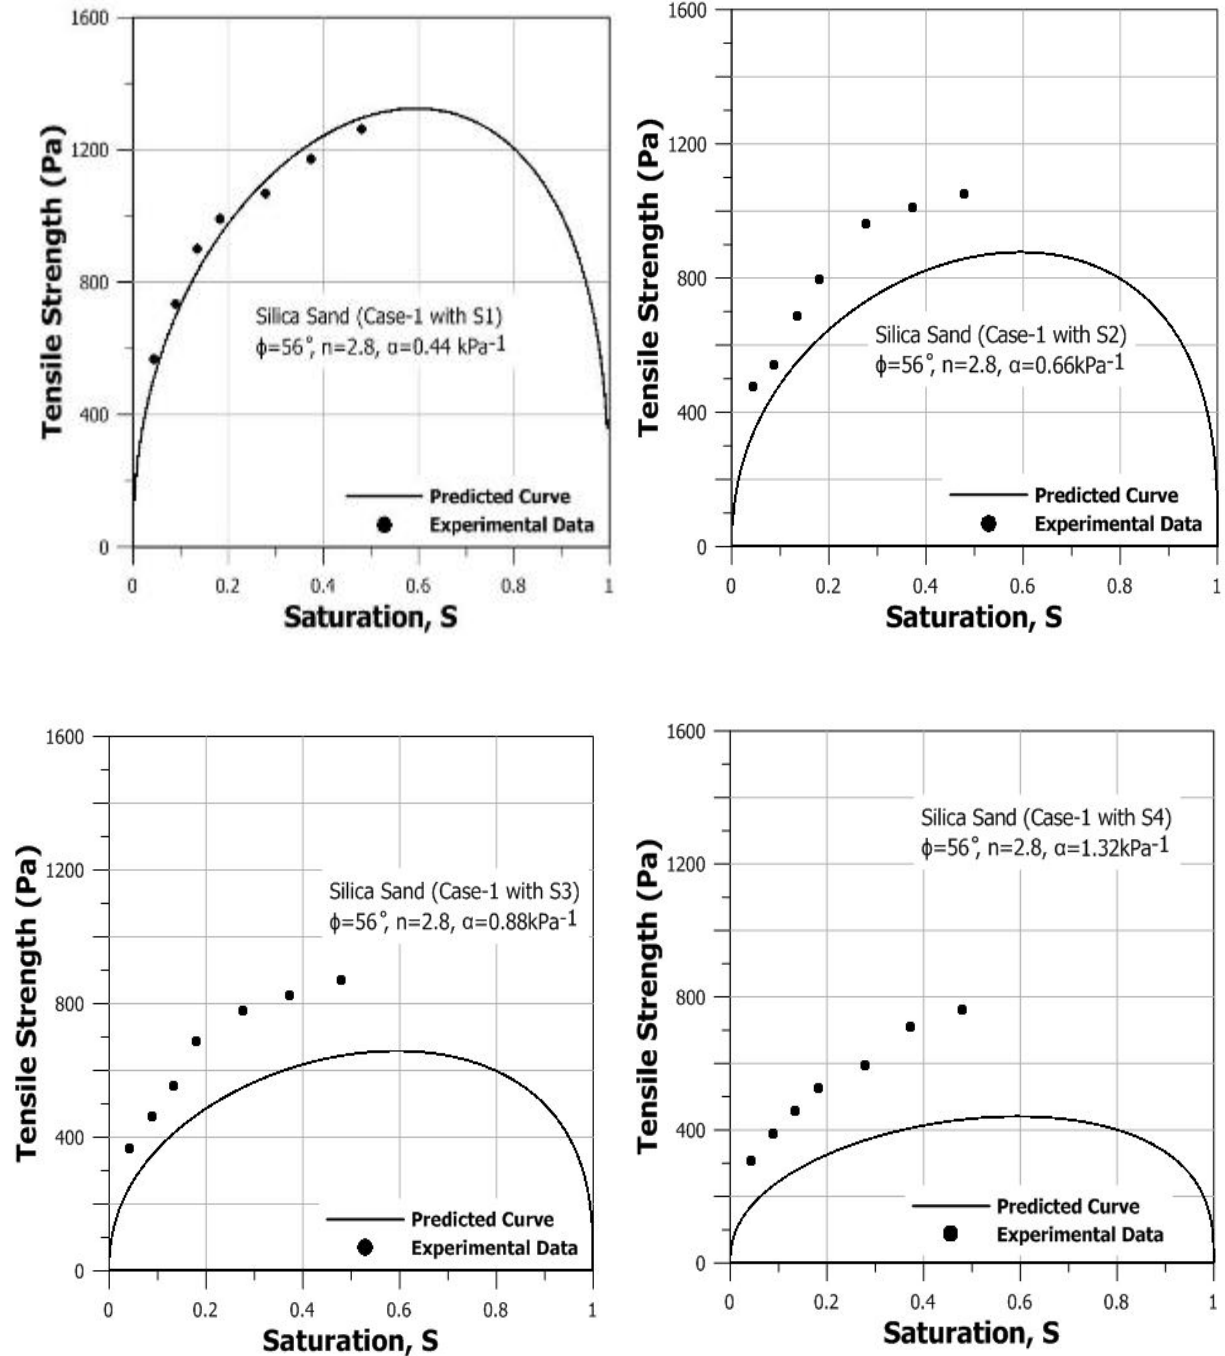 1600
1200
800
400
0
Tensile Strength (Pa)
Silica Sand (Case-1 with S1)
ϕ=56°, n=2.8, α=0.44 kPa-1
Predicted Curve
Experimental Data
0 0.2 0.4 0.6 0.8 1
Saturation, S
1600
1200
800
400
0
Tensile Strength (Pa)
Silica Sand (Case-1 with S2)
ϕ=56°, n=2.8, α=0.66kPa-1
Predicted Curve
Experimental Data
0 0.2 0.4 0.6 0.8 1
Saturation, S
1600
1200
800
400
0
Tensile Strength (Pa)
Silica Sand (Case-1 with S3)
ϕ=56°, n=2.8, α=0.88kPa-1
Predicted Curve
Experimental Data
0 0.2 0.4 0.6 0.8 1
Saturation, S
1600
1200
800
400
0
Tensile Strength (Pa)
Silica Sand (Case-1 with S4)
ϕ=56°, n=2.8, α=1.32kPa-1
Predicted Curve
Experimental Data
0 0.2 0.4 0.6 0.8 1
Saturation, S